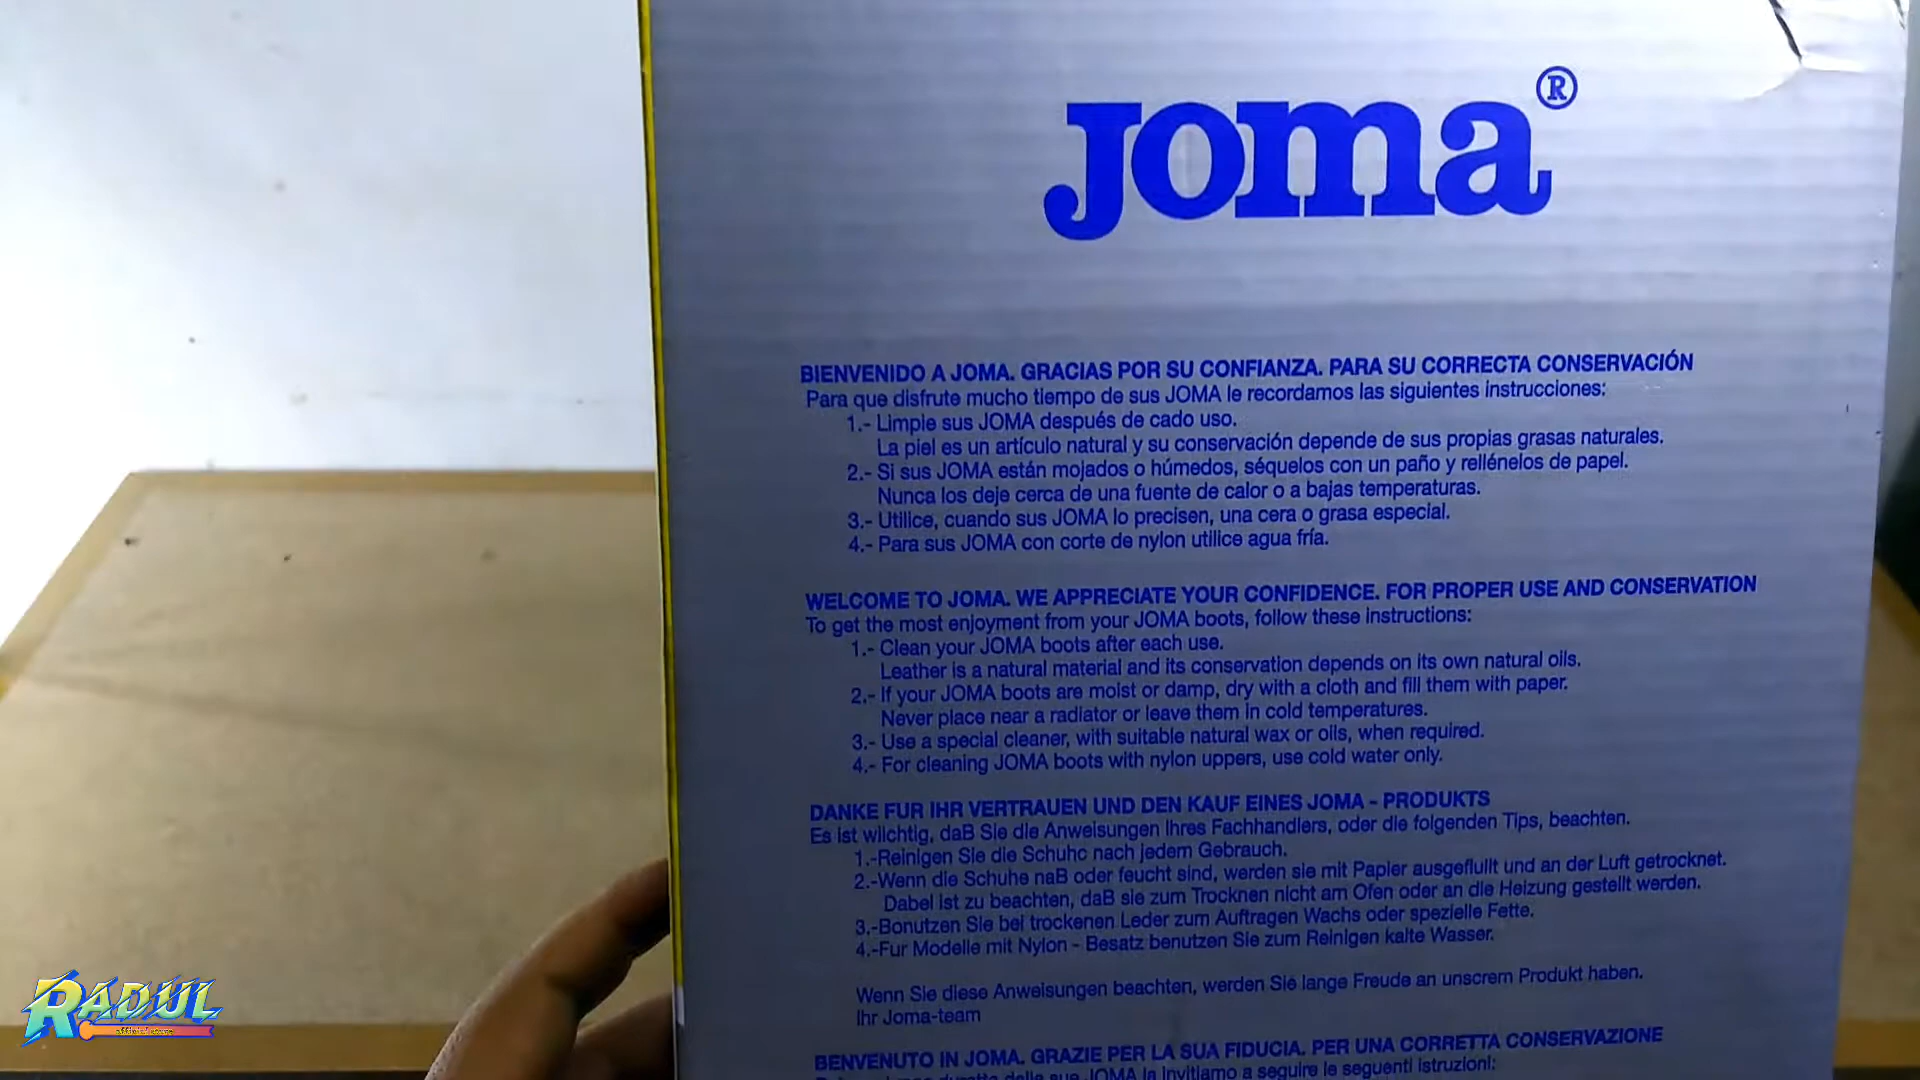 Joma®
BIENVENIDO A JOMA. GRACIAS POR SU CONFIANZA. PARA SU CORRECTA CONSERVACIÓN
Para que disfrute mucho tiempo de sus JOMA le recordamos las siguientes instrucciones:
1.- Limpie sus JOMA después de cado uso.
La piel es un artículo natural y su conservación depende de sus propias grasas naturales.
2.- Si sus JOMA están mojados o húmedos, séquelos con un paño y rellénelos de papel.
Nunca los deje cerca de una fuente de calor o a bajas temperaturas.
3.- Utilice, cuando sus JOMA lo precisen, una cera o grasa especial.
4.- Para sus JOMA con corte de nylon utilice agua fría.
WELCOME TO JOMA. WE APPRECIATE YOUR CONFIDENCE. FOR PROPER USE AND CONSERVATION
To get the most enjoyment from your JOMA boots, follow these instructions:
1.- Clean your JOMA boots after each use.
Leather is a natural material and its conservation depends on its own natural oils.
2.- If your JOMA boots are moist or damp, dry with a cloth and fill them with paper.
Never place near a radiator or leave them in cold temperatures.
3.- Use a special cleaner, with suitable natural wax or oils, when required.
4.- For cleaning JOMA boots with nylon uppers, use cold water only.
DANKE FUR IHR VERTRAUEN UND DEN KAUF EINES JOMA - PRODUKTS
Es ist wiichtig, daB Sie die Anweisungen Ihres Fachhandlers, oder die folgenden Tips, beachten.
1.-Reinigen Sie die Schuhc nach jedem Gebrauch.
2.-Wenn die Schuhe naB oder feucht sind, werden sie mit Papier ausgeflullt und an der Luft getrocknet.
Dabel ist zu beachten, daB sie zum Trocknen nicht am Ofen oder an die Heizung gestellt werden.
3.-Bonutzen Sie bei trockenen Leder zum Auftragen Wachs oder spezielle Fette.
4.-Fur Modelle mit Nylon - Besatz benutzen Sie zum Reinigen kalte Wasser.
Wenn Sie diese Anweisungen beachten, werden Sie lange Freude an unscrem Produkt haben.
Ihr Joma-team
BENVENUTO IN JOMA. GRAZIE PER LA SUA FIDUCIA. PER UNA CORRETTA CONSERVAZIONE
JOMA la invitiamo a seguire le seguenti istruzioni:
RADUL
official store